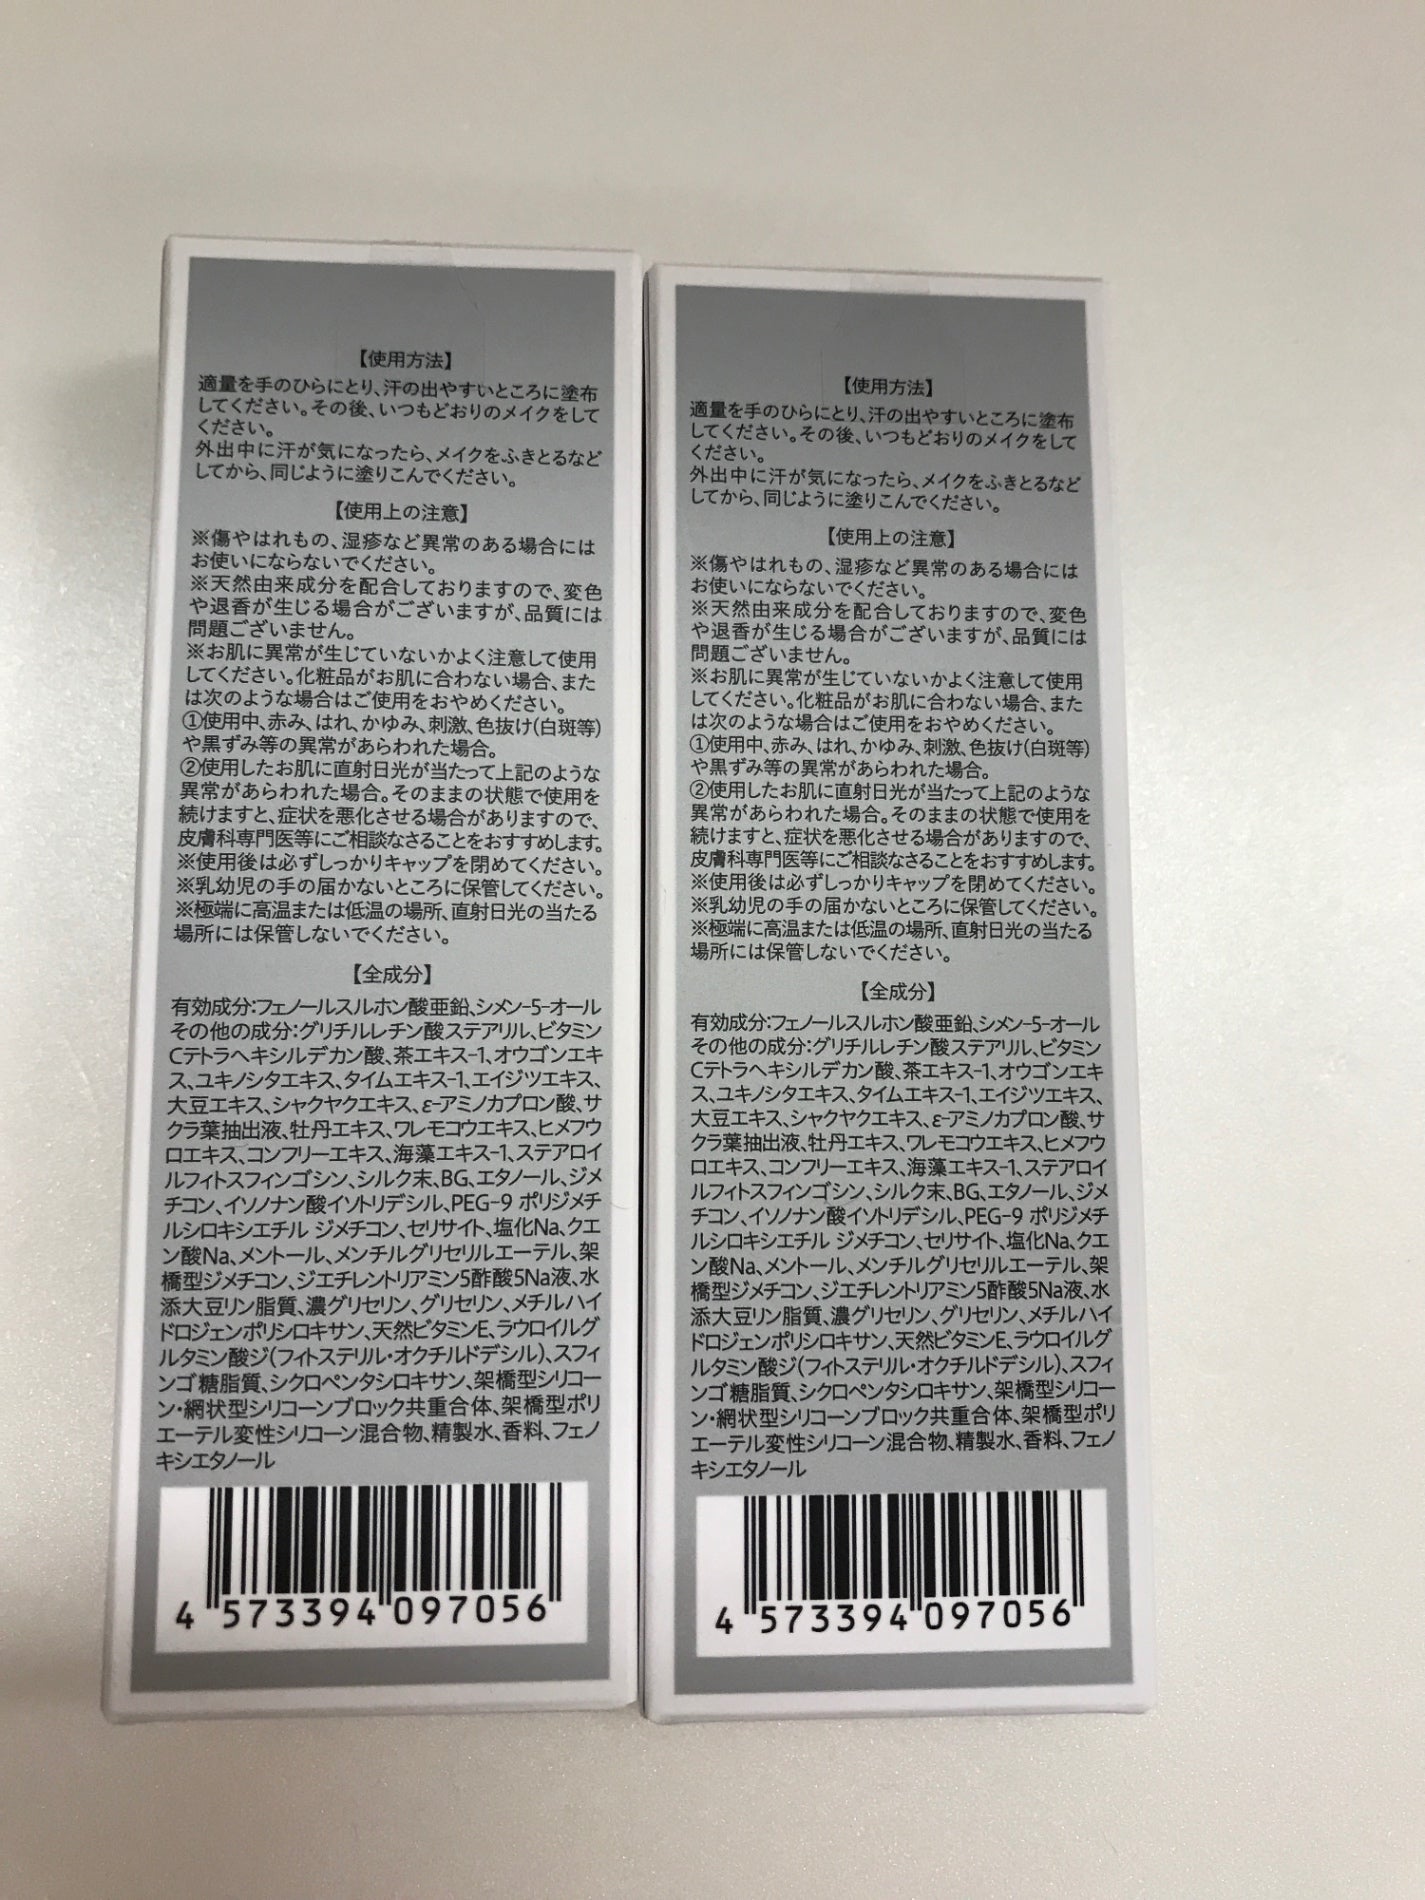 【使用方法】
適量を手のひらにとり、汗の出やすいところに塗布
してください。その後、いつもどおりのメイクをして
ください。
外出中に汗が気になったら、メイクをふきとるなど
してから、同じように塗りこんでください。
【使用上の注意】
※傷やはれもの、湿疹など異常のある場合には
お使いにならないでください。
※天然由来成分を配合しておりますので、変色
や退香が生じる場合がございますが、品質には
問題ございません。
※お肌に異常が生じていないかよく注意して使用
してください。化粧品がお肌に合わない場合、また
は次のような場合はご使用をおやめください。
①使用中、赤み、はれ、かゆみ、刺激、色抜け(白斑等)
や黒ずみ等の異常があらわれた場合。
②使用したお肌に直射日光が当たって上記のような
異常があらわれた場合。そのままの状態で使用を
続けますと、症状を悪化させる場合がありますので、
皮膚科専門医等にご相談なさることをおすすめします。
※使用後は必ずしっかりキャップを閉めてください。
※乳幼児の手の届かないところに保管してください。
※極端に高温または低温の場所、直射日光の当たる
場所には保管しないでください。
【全成分】
有効成分:フェノールスルホン酸亜鉛、シメン-5-オール
その他の成分:グリチルレチン酸ステアリル、ビタミン
Cテトラヘキシルデカン酸、茶エキス-1、オウゴンエキ
ス、ユキノシタエキス、タイムエキス-1、エイジツエキス、
大豆エキス、シャクヤクエキス、ε-アミノカプロン酸、サ
クラ葉抽出液、牡丹エキス、ワレモコウエキス、ヒメフウ
ロエキス、コンフリーエキス、海藻エキス-1、ステアロイ
ルフィトスフィンゴシン、シルク末、BG、エタノール、ジメ
チコン、イソノナン酸イソトリデシル、PEG-9 ポリジメチ
ルシロキシエチル ジメチコン、セリサイト、塩化Na、クエ
ン酸Na、メントール、メンチルグリセリルエーテル、架
橋型ジメチコン、ジエチレントリアミン5酢酸5Na液、水
添大豆リン脂質、濃グリセリン、グリセリン、メチルハイ
ドロジェンポリシロキサン、天然ビタミンE、ラウロイルグ
ルタミン酸ジ(フィトステリル・オクチルドデシル)、スフィ
ンゴ糖脂質、シクロペンタシロキサン、架橋型シリコー
ン・網状型シリコーンブロック共重合体、架橋型ポリ
エーテル変性シリコーン混合物、精製水、香料、フェノ
キシエタノール
4 573394 097056
【使用方法】
適量を手のひらにとり、汗の出やすいところに塗布
してください。その後、いつもどおりのメイクをして
ください。
外出中に汗が気になったら、メイクをふきとるなど
してから、同じように塗りこんでください。
【使用上の注意】
※傷やはれもの、湿疹など異常のある場合には
お使いにならないでください。
※天然由来成分を配合しておりますので、変色
や退香が生じる場合がございますが、品質には
問題ございません。
※お肌に異常が生じていないかよく注意して使用
してください。化粧品がお肌に合わない場合、また
は次のような場合はご使用をおやめください。
①使用中、赤み、はれ、かゆみ、刺激、色抜け(白斑等)
や黒ずみ等の異常があらわれた場合。
②使用したお肌に直射日光が当たって上記のような
異常があらわれた場合。そのままの状態で使用を
続けますと、症状を悪化させる場合がありますので、
皮膚科専門医等にご相談なさることをおすすめします。
※使用後は必ずしっかりキャップを閉めてください。
※乳幼児の手の届かないところに保管してください。
※極端に高温または低温の場所、直射日光の当たる
場所には保管しないでください。
【全成分】
有効成分:フェノールスルホン酸亜鉛、シメン-5-オール
その他の成分:グリチルレチン酸ステアリル、ビタミン
Cテトラヘキシルデカン酸、茶エキス-1、オウゴンエキ
ス、ユキノシタエキス、タイムエキス-1、エイジツエキス、
大豆エキス、シャクヤクエキス、ε-アミノカプロン酸、サ
クラ葉抽出液、牡丹エキス、ワレモコウエキス、ヒメフウ
ロエキス、コンフリーエキス、海藻エキス-1、ステアロイ
ルフィトスフィンゴシン、シルク末、BG、エタノール、ジメ
チコン、イソノナン酸イソトリデシル、PEG-9 ポリジメチ
ルシロキシエチル ジメチコン、セリサイト、塩化Na、クエ
ン酸Na、メントール、メンチルグリセリルエーテル、架
橋型ジメチコン、ジエチレントリアミン5酢酸5Na液、水
添大豆リン脂質、濃グリセリン、グリセリン、メチルハイ
ドロジェンポリシロキサン、天然ビタミンE、ラウロイルグ
ルタミン酸ジ(フィトステリル・オクチルドデシル)、スフィ
ンゴ糖脂質、シクロペンタシロキサン、架橋型シリコー
ン・網状型シリコーンブロック共重合体、架橋型ポリ
エーテル変性シリコーン混合物、精製水、香料、フェノ
キシエタノール
4 573394 097056